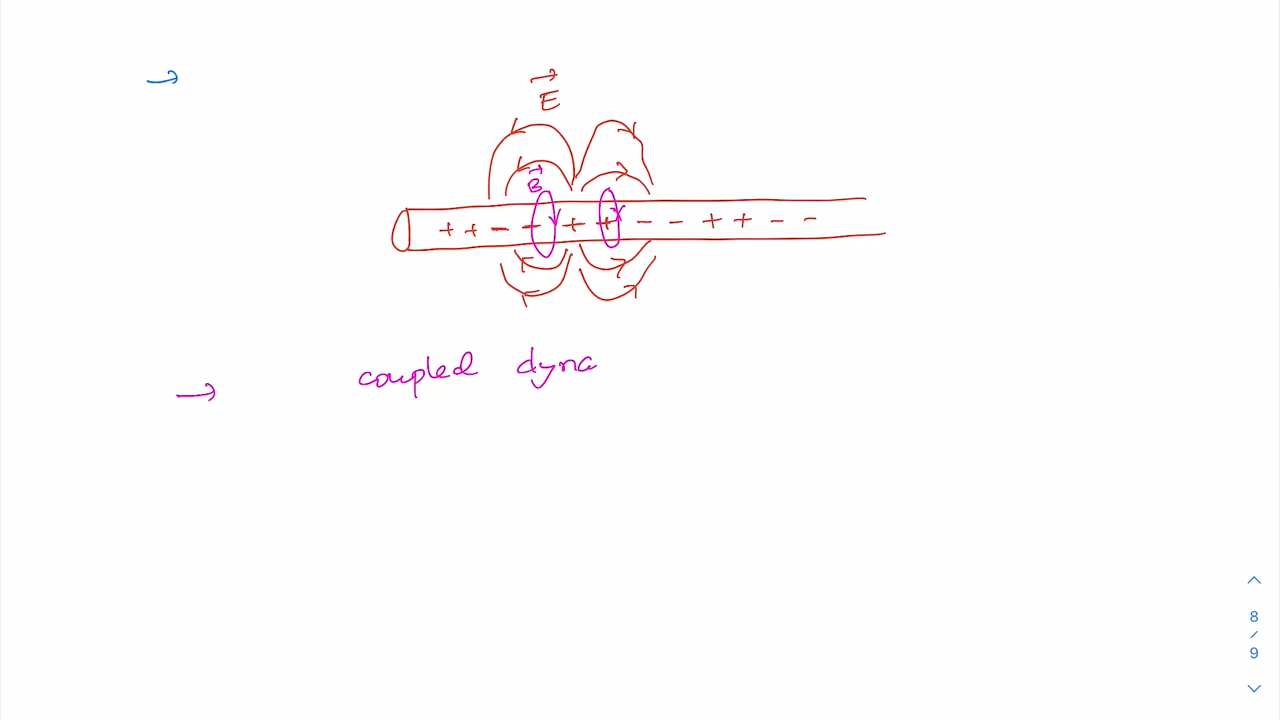 →
E⃗
B⃗
+ + - - + + - - + + - -
→ coupled dyna
8
/
9